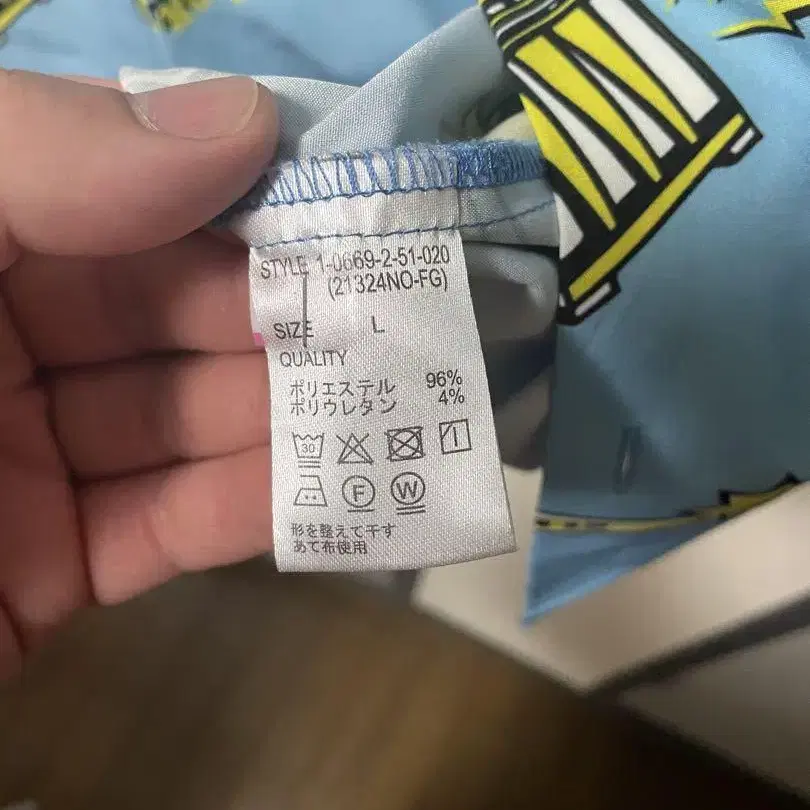 STYLE 1-0669-2-51-020
(21324NO-FG)
SIZE L
QUALITY
ポリエステル 96%
ポリウレタン 4%
30
F W
形を整えて干す
あて布使用